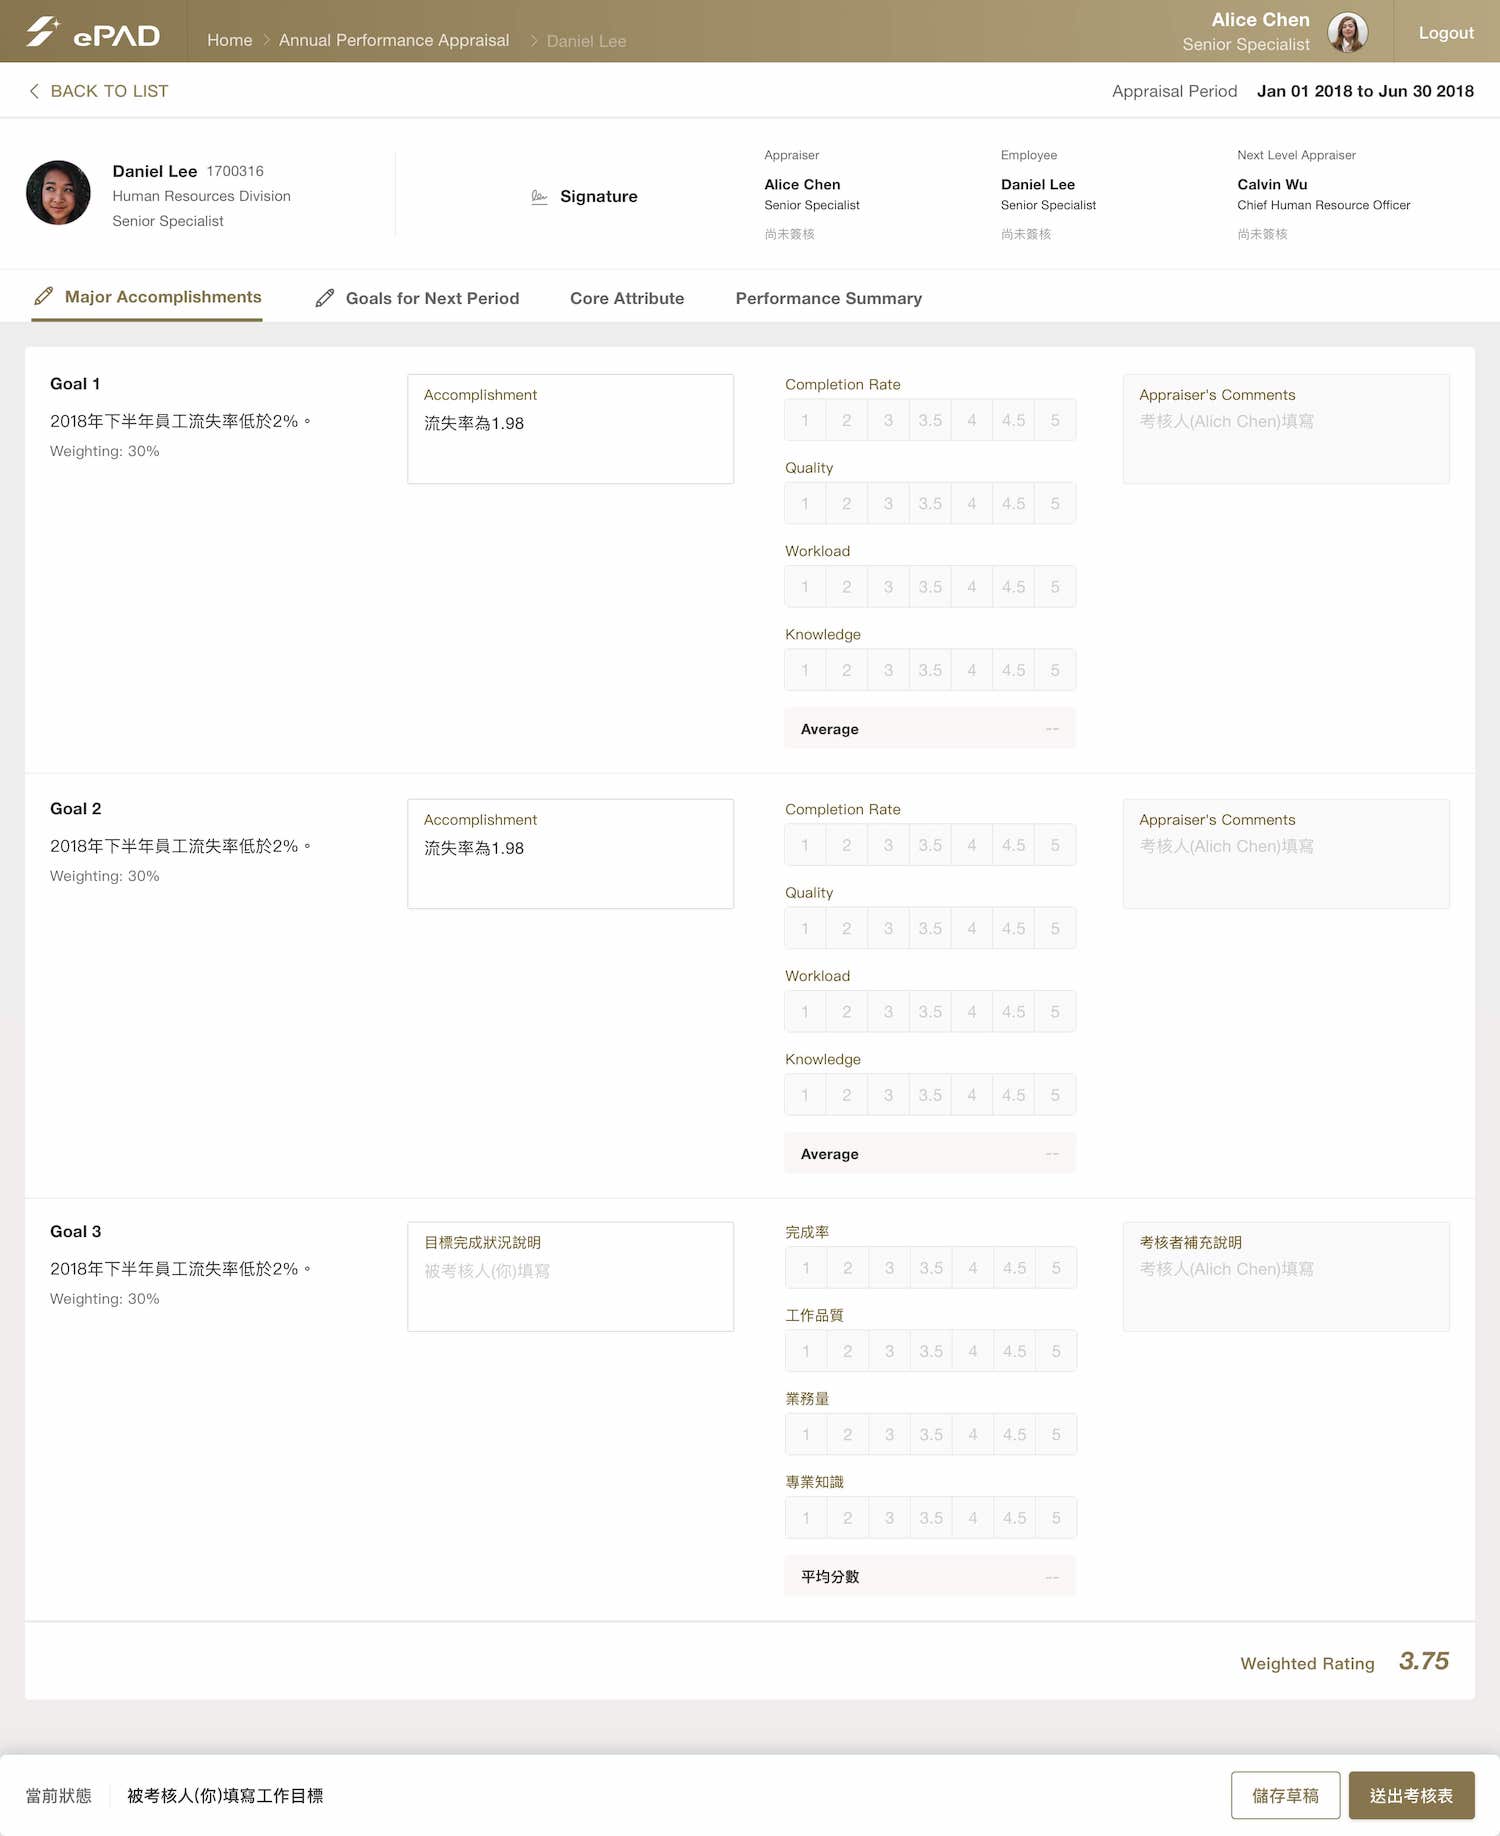 ePAD
Home > Annual Performance Appraisal > Daniel Lee
Alice Chen
Senior Specialist
Logout
BACK TO LIST
Appraisal Period Jan 01 2018 to Jun 30 2018
Daniel Lee 1700316
Human Resources Division
Senior Specialist
Signature
Appraiser
Alice Chen
Senior Specialist
尚未簽核
Employee
Daniel Lee
Senior Specialist
尚未簽核
Next Level Appraiser
Calvin Wu
Chief Human Resource Officer
尚未簽核
Major Accomplishments
Goals for Next Period
Core Attribute
Performance Summary
Goal 1
2018年下半年員工流失率低於2%。
Weighting: 30%
Accomplishment
流失率為1.98
Completion Rate
1 2 3 3.5 4 4.5 5
Quality
1 2 3 3.5 4 4.5 5
Workload
1 2 3 3.5 4 4.5 5
Knowledge
1 2 3 3.5 4 4.5 5
Average --
Appraiser's Comments
考核人(Alich Chen)填寫
Goal 2
2018年下半年員工流失率低於2%。
Weighting: 30%
Accomplishment
流失率為1.98
Completion Rate
1 2 3 3.5 4 4.5 5
Quality
1 2 3 3.5 4 4.5 5
Workload
1 2 3 3.5 4 4.5 5
Knowledge
1 2 3 3.5 4 4.5 5
Average --
Appraiser's Comments
考核人(Alich Chen)填寫
Goal 3
2018年下半年員工流失率低於2%。
Weighting: 30%
目標完成狀況說明
被考核人(你)填寫
完成率
1 2 3 3.5 4 4.5 5
工作品質
1 2 3 3.5 4 4.5 5
業務量
1 2 3 3.5 4 4.5 5
專業知識
1 2 3 3.5 4 4.5 5
平均分數 --
考核者補充說明
考核人(Alich Chen)填寫
Weighted Rating 3.75
當前狀態
被考核人(你)填寫工作目標
儲存草稿
送出考核表